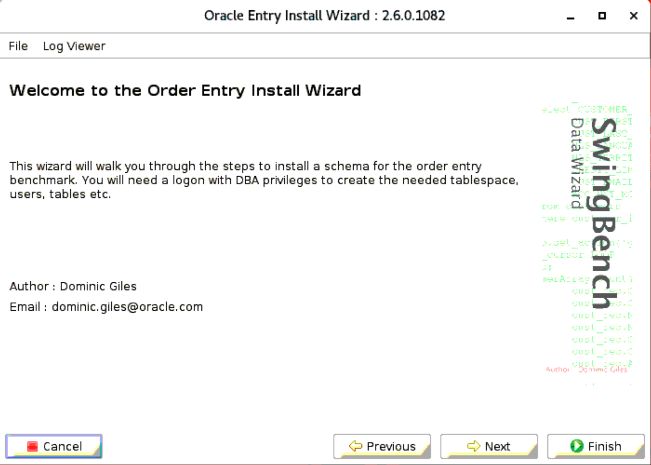 Oracle Entry Install Wizard : 2.6.0.1082
File Log Viewer
Welcome to the Order Entry Install Wizard
This wizard will walk you through the steps to install a schema for the order entry
benchmark. You will need a logon with DBA privileges to create the needed tablespace,
users, tables etc.
Author : Dominic Giles
Email : dominic.giles@oracle.com
SwingBench
Data Wizard
Author : Dominic Giles
Cancel Previous Next Finish